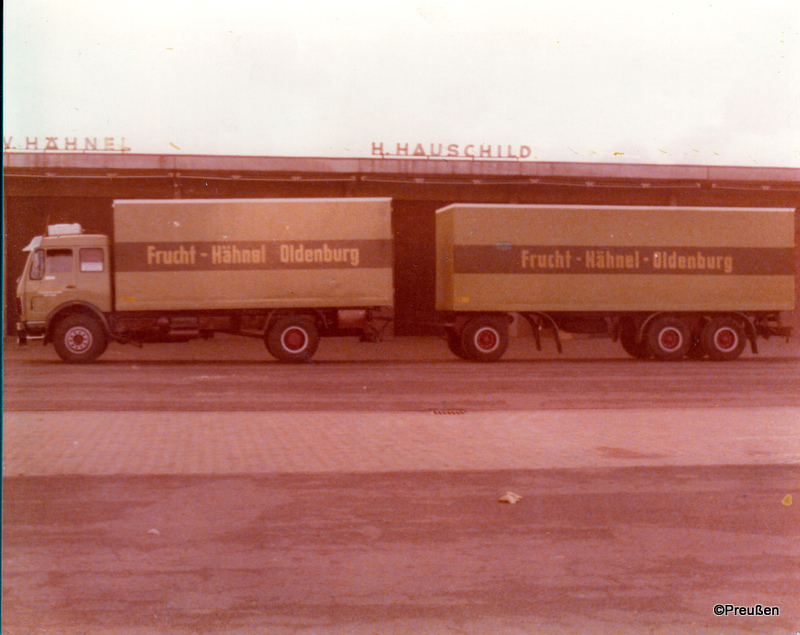 V. HÄHNEL
H. HAUSCHILD
Frucht - Hähnel Oldenburg
Frucht - Hähnel - Oldenburg
©Preußen